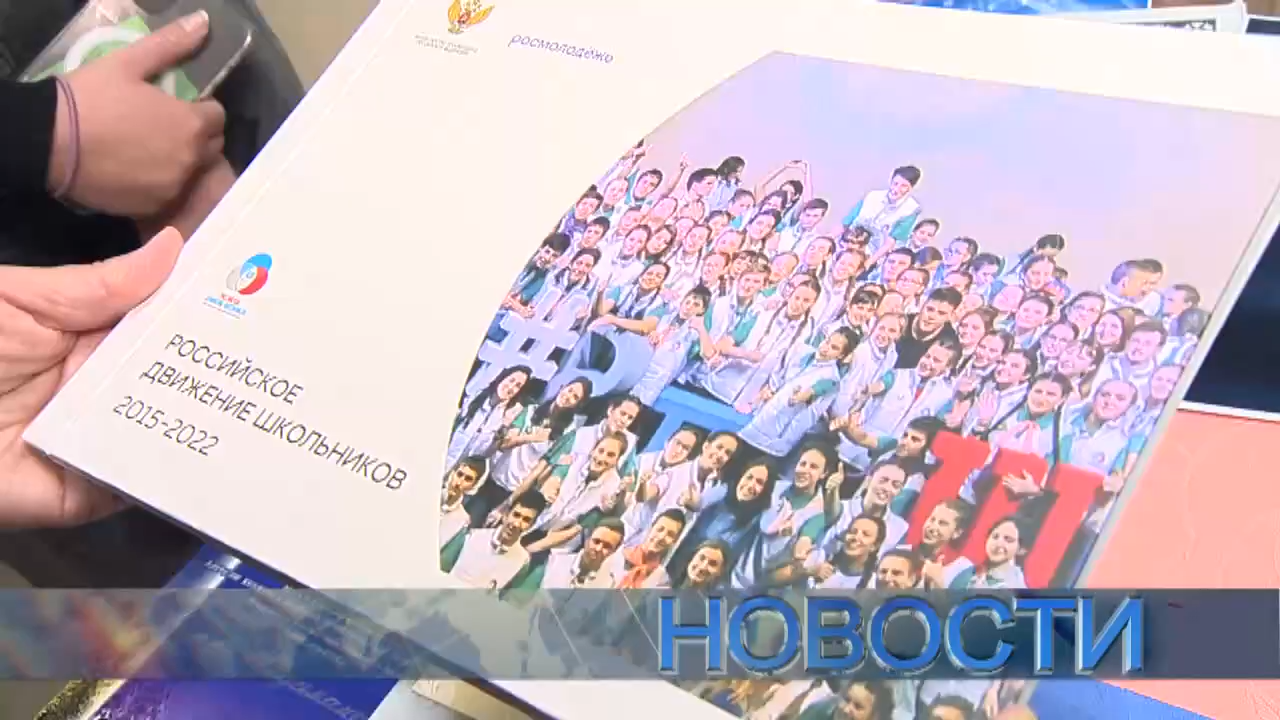 росмолодёжь
РОССИЙСКОЕ
ДВИЖЕНИЕ ШКОЛЬНИКОВ
2015-2022
НОВОСТИ